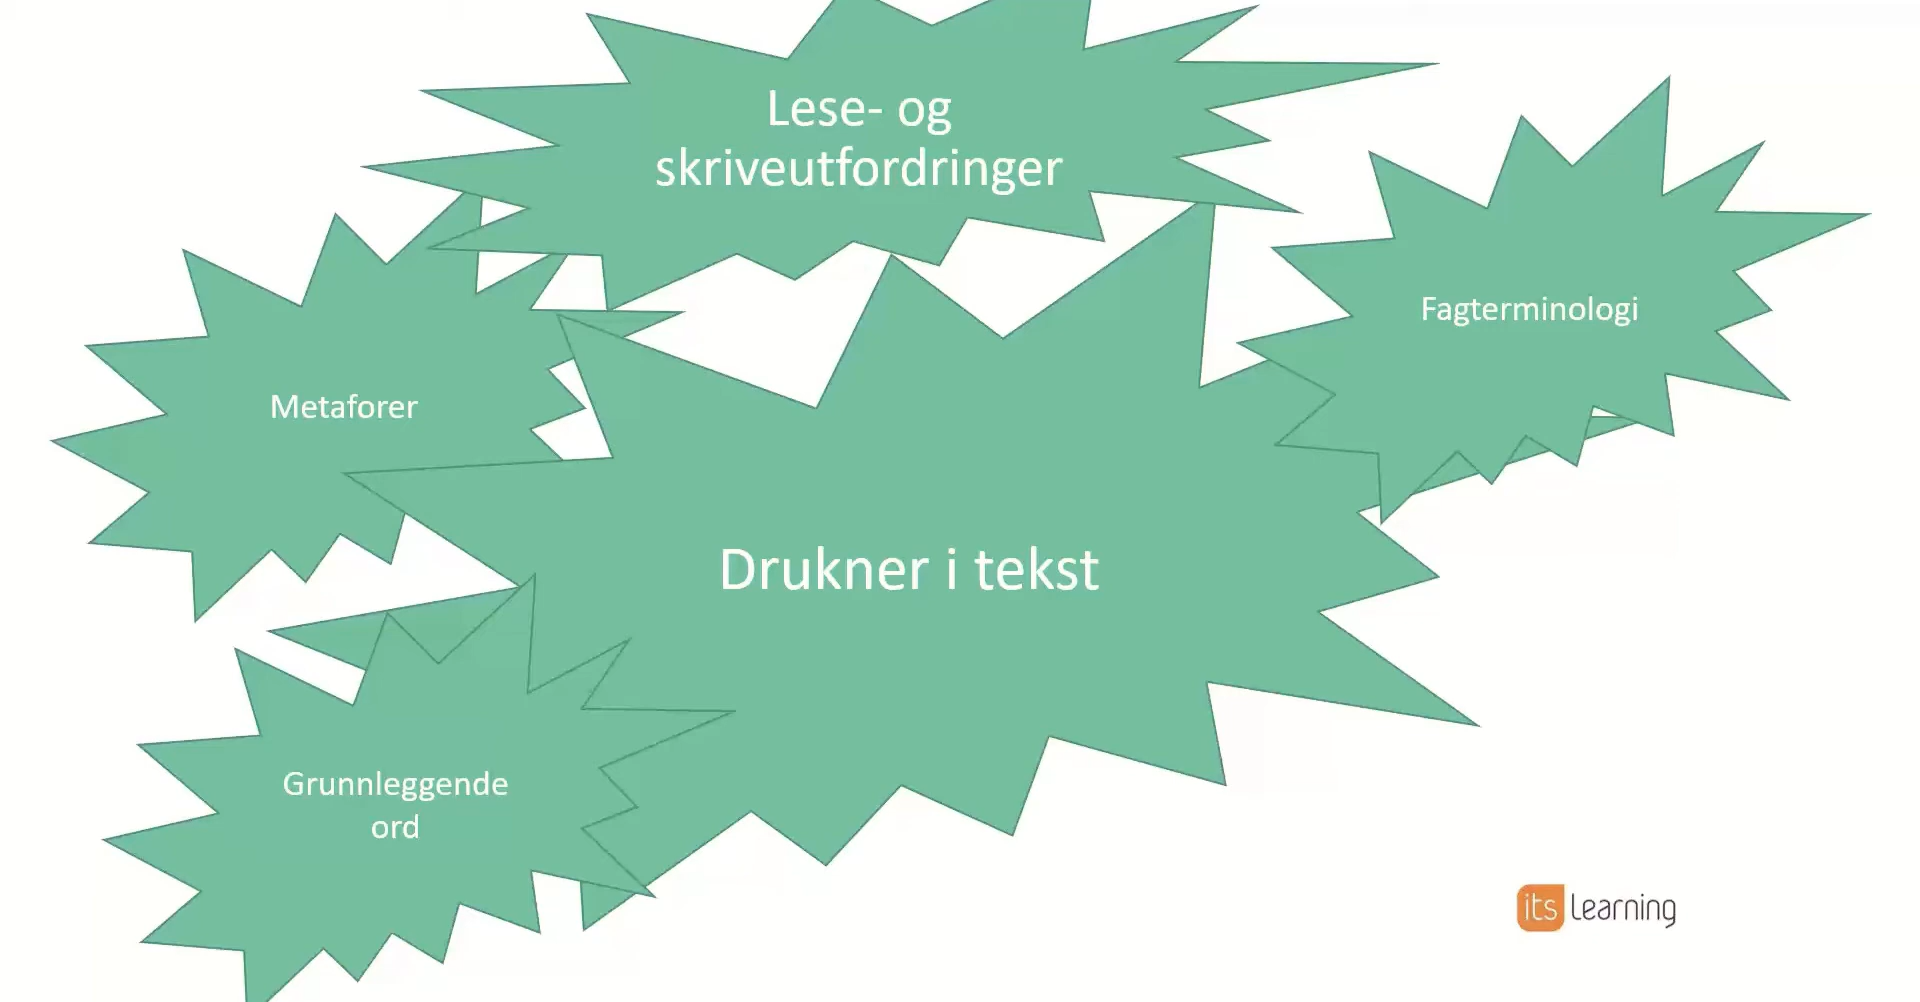 Lese- og
skriveutfordringer
Fagterminologi
Metaforer
Drukner i tekst
Grunnleggende
ord
its Learning